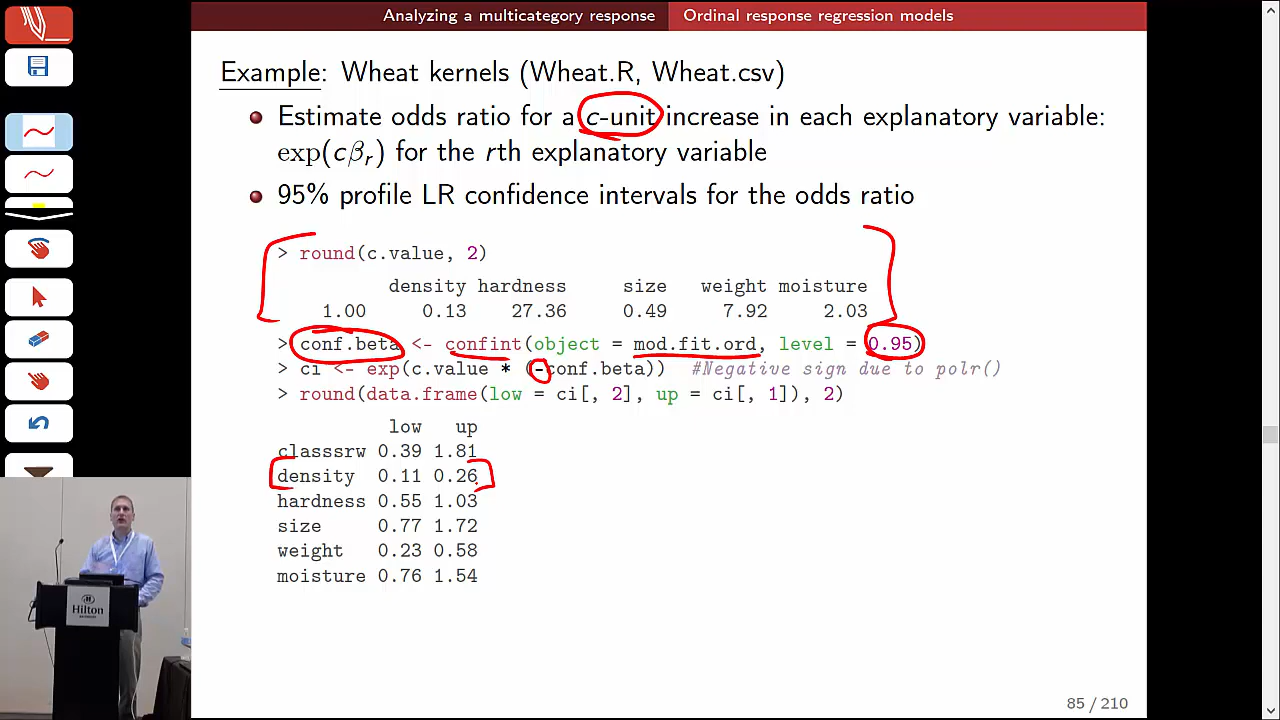 Analyzing a multicategory response Ordinal response regression models
Example: Wheat kernels (Wheat.R, Wheat.csv)
Estimate odds ratio for a c-unit increase in each explanatory variable:
exp(cβr) for the rth explanatory variable
95% profile LR confidence intervals for the odds ratio
> round(c.value, 2)
density hardness size weight moisture
1.00 0.13 27.36 0.49 7.92 2.03
> conf.beta <- confint(object = mod.fit.ord, level = 0.95)
> ci <- exp(c.value * (-conf.beta)) #Negative sign due to polr()
> round(data.frame(low = ci[, 2], up = ci[, 1]), 2)
low up
classsrw 0.39 1.81
density 0.11 0.26
hardness 0.55 1.03
size 0.77 1.72
weight 0.23 0.58
moisture 0.76 1.54
Hilton
85 / 210